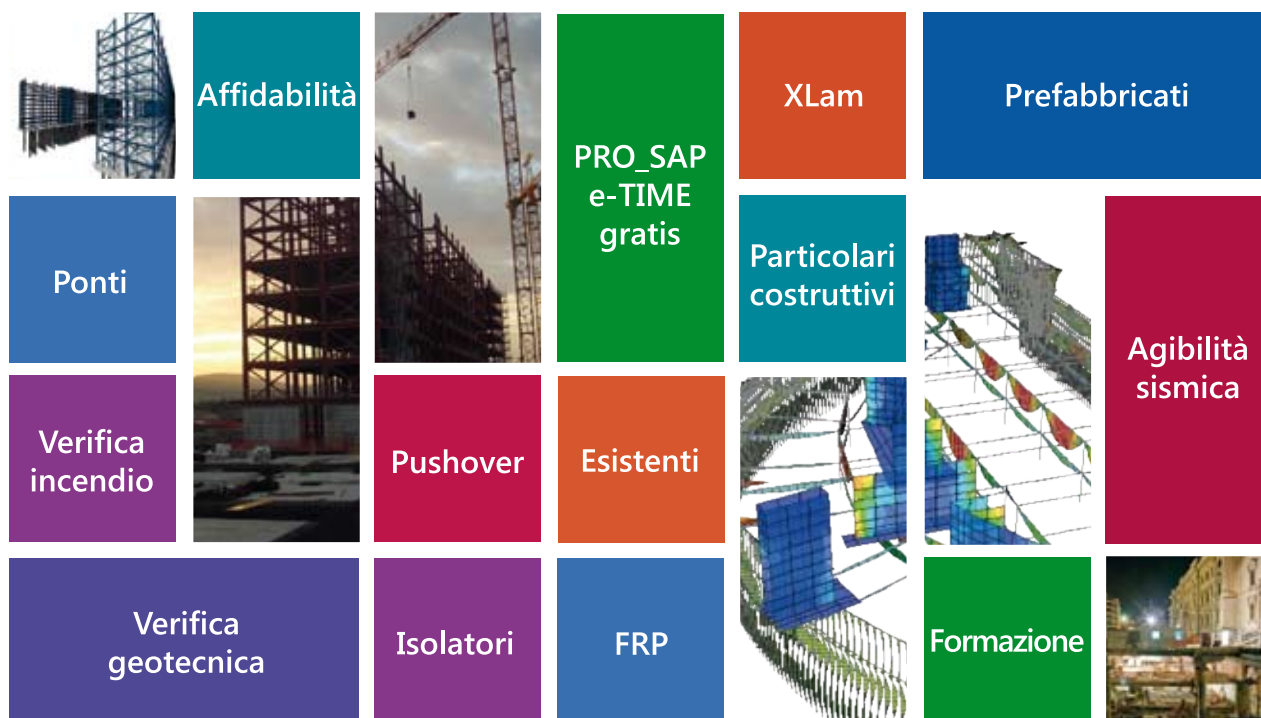 Affidabilità
PRO_SAP
e-TIME
gratis
XLam
Prefabbricati
Ponti
Particolari
costruttivi
Agibilità
sismica
Verifica
incendio
Pushover
Esistenti
Verifica
geotecnica
Isolatori
FRP
Formazione